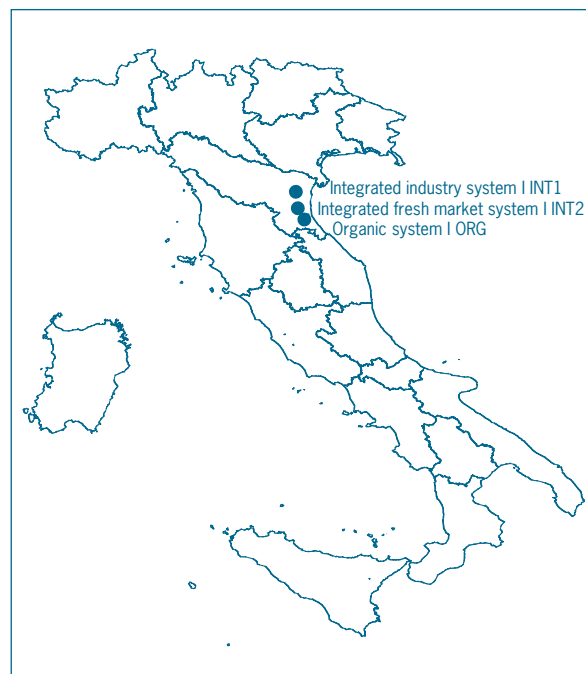 Integrated industry system I INT1
Integrated fresh market system I INT2
Organic system I ORG